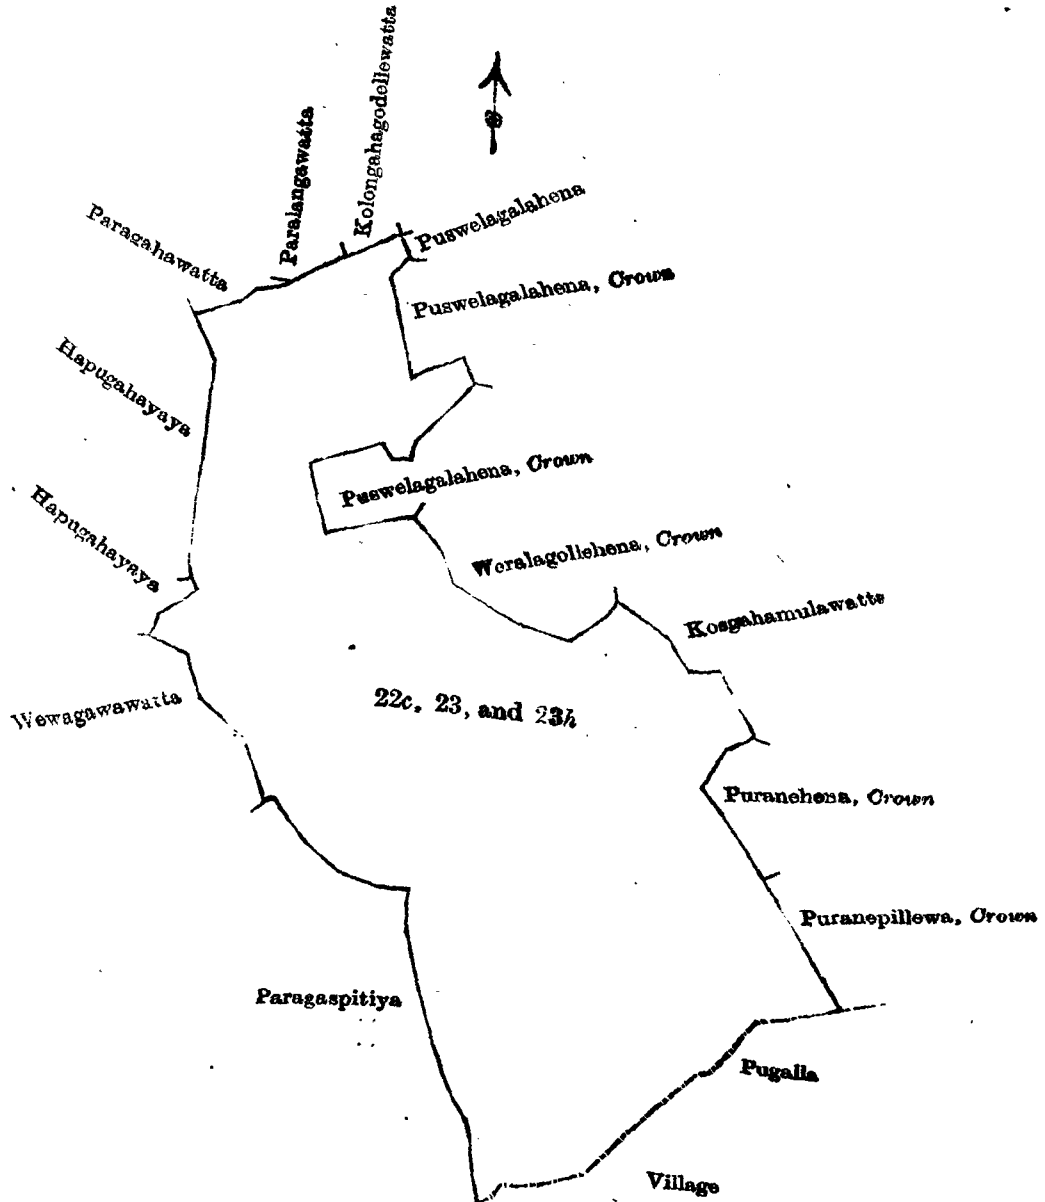 Kolongahagodellewatta
Paralangawatta
Paragahawatta
Puswelagalahena
Puswelagalahena, Crown
Hapugahayaya
Puswelagalahena, Crown
Hapugahayaya
Weralagollehena, Crown
Kosgahamulawatte
Wewagawawatta
22c, 23, and 23h
Puranehena, Crown
Puranepillewa, Crown
Paragaspitiya
Pugalla
Village